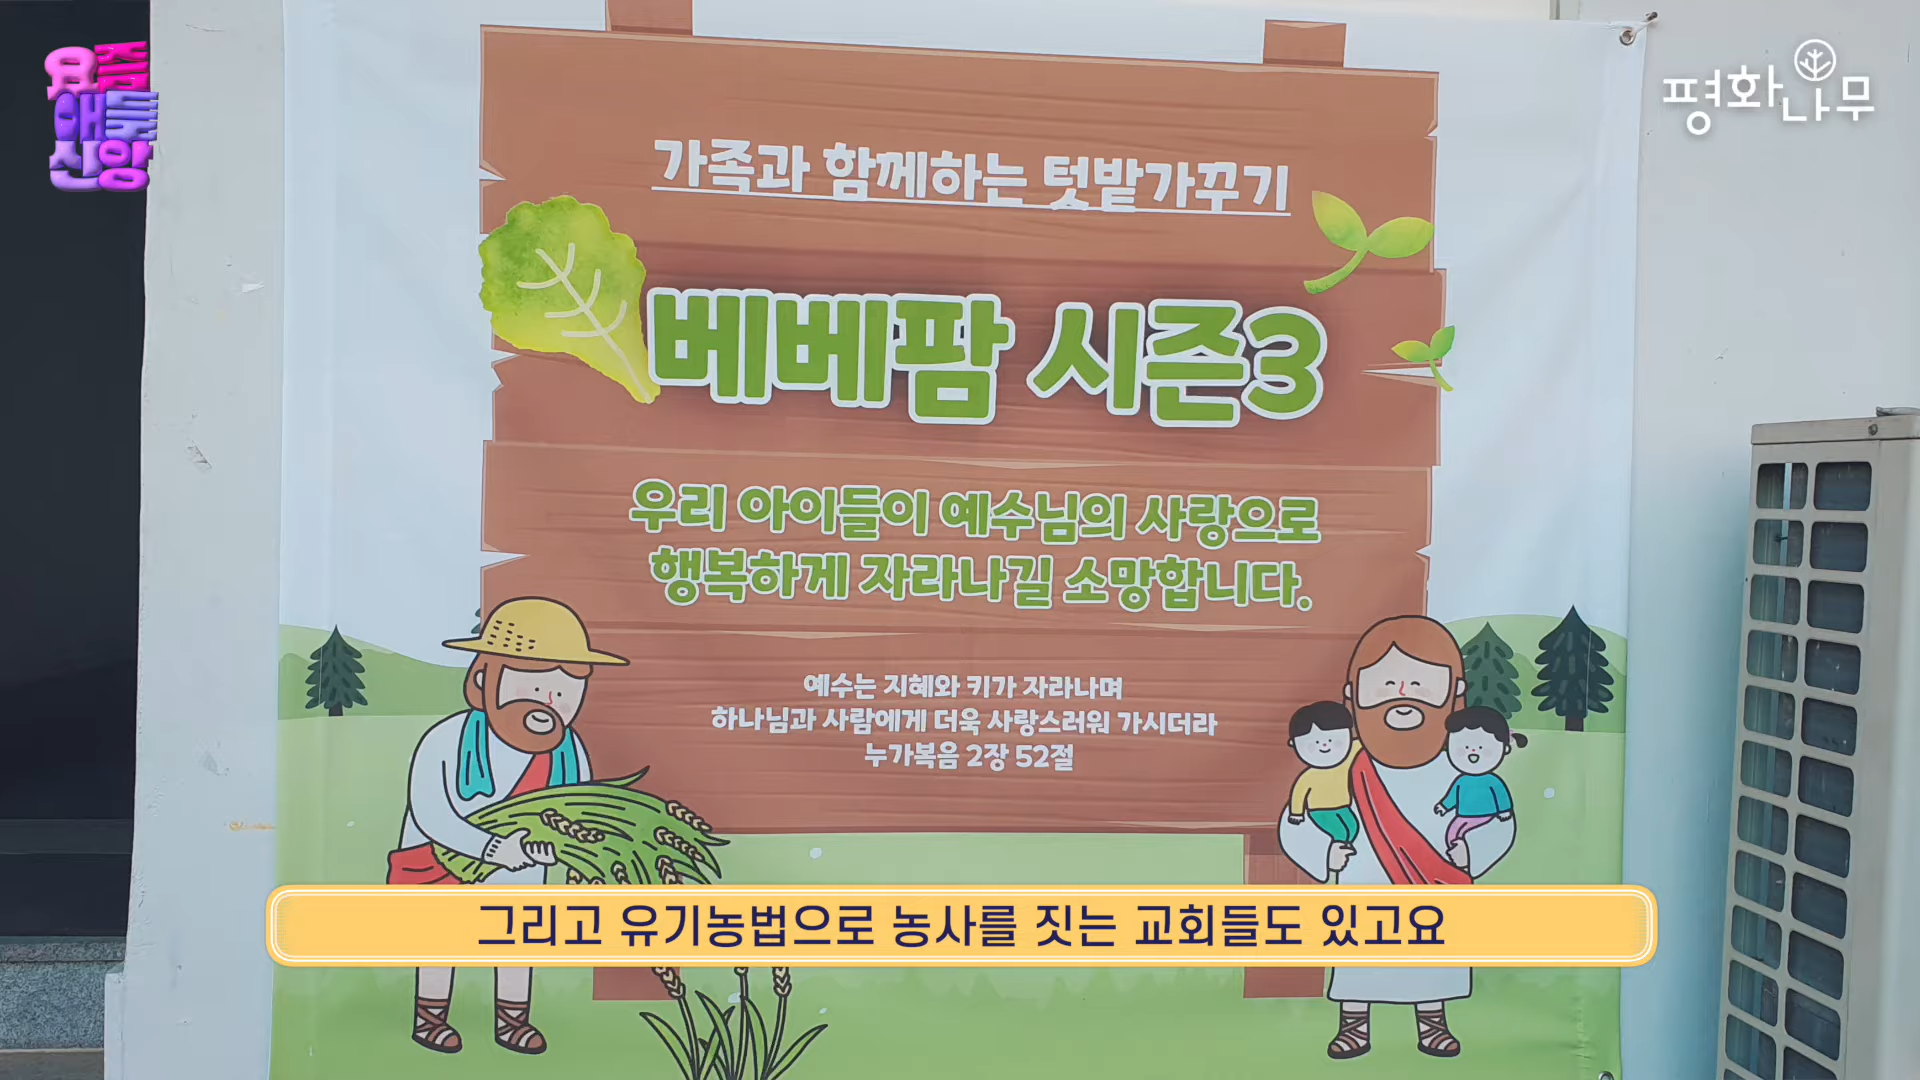 요즘
애들
신앙
평화나무
가족과 함께하는 텃밭가꾸기
베베팜 시즌3
우리 아이들이 예수님의 사랑으로
행복하게 자라나길 소망합니다.
예수는 지혜와 키가 자라나며
하나님과 사람에게 더욱 사랑스러워 가시더라
누가복음 2장 52절
그리고 유기농법으로 농사를 짓는 교회들도 있고요